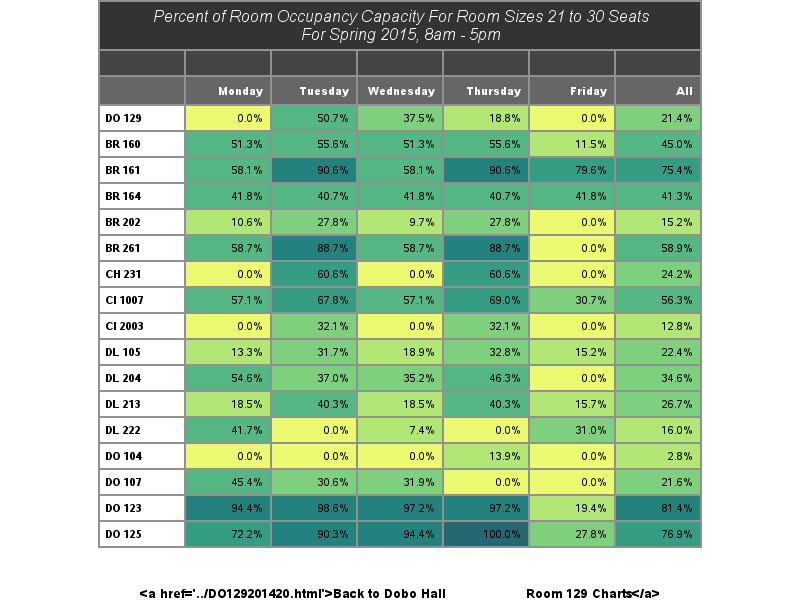 Percent of Room Occupancy Capacity For Room Sizes 21 to 30 Seats
For Spring 2015, 8am - 5pm
Monday Tuesday Wednesday Thursday Friday All
DO 129 0.0% 50.7% 37.5% 18.8% 0.0% 21.4%
BR 160 51.3% 55.6% 51.3% 55.6% 11.5% 45.0%
BR 161 58.1% 90.6% 58.1% 90.6% 79.6% 75.4%
BR 164 41.8% 40.7% 41.8% 40.7% 41.8% 41.3%
BR 202 10.6% 27.8% 9.7% 27.8% 0.0% 15.2%
BR 261 58.7% 88.7% 58.7% 88.7% 0.0% 58.9%
CH 231 0.0% 60.6% 0.0% 60.6% 0.0% 24.2%
CI 1007 57.1% 67.8% 57.1% 69.0% 30.7% 56.3%
CI 2003 0.0% 32.1% 0.0% 32.1% 0.0% 12.8%
DL 105 13.3% 31.7% 18.9% 32.8% 15.2% 22.4%
DL 204 54.6% 37.0% 35.2% 46.3% 0.0% 34.6%
DL 213 18.5% 40.3% 18.5% 40.3% 15.7% 26.7%
DL 222 41.7% 0.0% 7.4% 0.0% 31.0% 16.0%
DO 104 0.0% 0.0% 0.0% 13.9% 0.0% 2.8%
DO 107 45.4% 30.6% 31.9% 0.0% 0.0% 21.6%
DO 123 94.4% 98.6% 97.2% 97.2% 19.4% 81.4%
DO 125 72.2% 90.3% 94.4% 100.0% 27.8% 76.9%
<a href='../DO129201420.html'>Back to Dobo Hall Room 129 Charts</a>